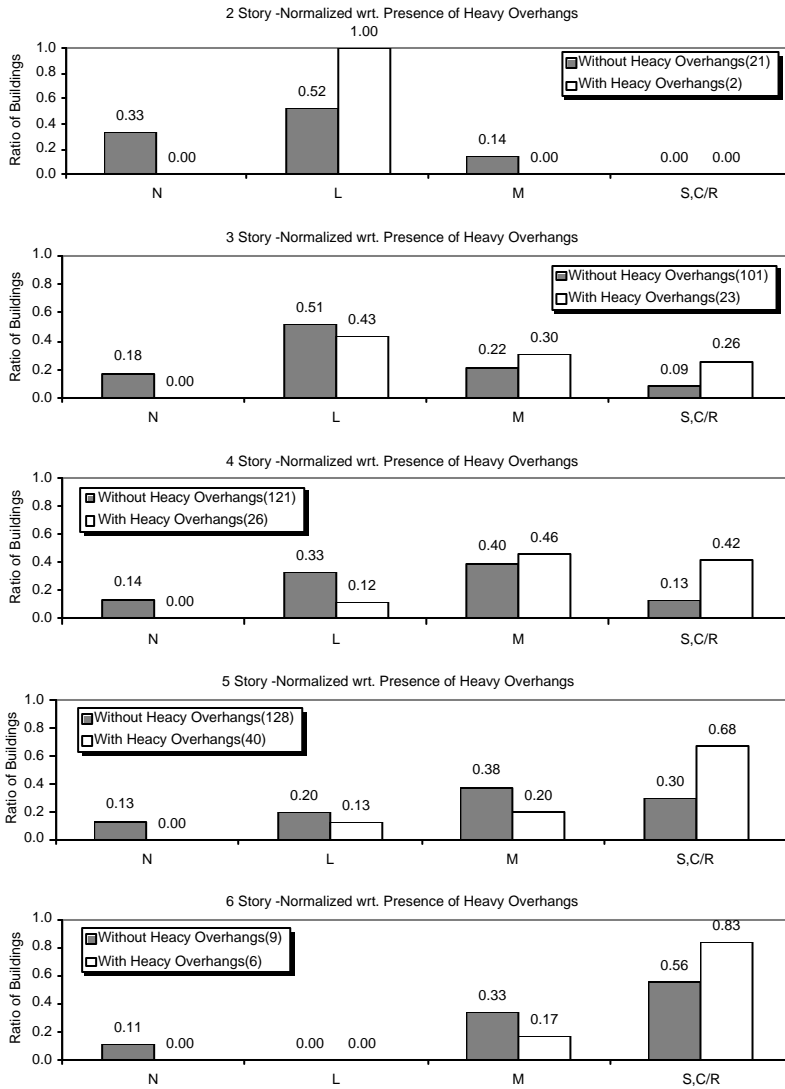 2 Story -Normalized wrt. Presence of Heavy Overhangs
1.00
1.0
0.8
0.6
0.4
0.2
0.0
Ratio of Buildings
Without Heacy Overhangs(21)
With Heacy Overhangs(2)
0.33
0.00
0.52
0.14
0.00
0.00 0.00
N L M S,C/R
3 Story -Normalized wrt. Presence of Heavy Overhangs
1.0
0.8
0.6
0.4
0.2
0.0
Ratio of Buildings
Without Heacy Overhangs(101)
With Heacy Overhangs(23)
0.18
0.00
0.51
0.43
0.22
0.30
0.09
0.26
N L M S,C/R
4 Story -Normalized wrt. Presence of Heavy Overhangs
1.0
0.8
0.6
0.4
0.2
0.0
Ratio of Buildings
Without Heacy Overhangs(121)
With Heacy Overhangs(26)
0.14
0.00
0.33
0.12
0.40
0.46
0.13
0.42
N L M S,C/R
5 Story -Normalized wrt. Presence of Heavy Overhangs
1.0
0.8
0.6
0.4
0.2
0.0
Ratio of Buildings
Without Heacy Overhangs(128)
With Heacy Overhangs(40)
0.13
0.00
0.20
0.13
0.38
0.20
0.30
0.68
N L M S,C/R
6 Story -Normalized wrt. Presence of Heavy Overhangs
1.0
0.8
0.6
0.4
0.2
0.0
Ratio of Buildings
Without Heacy Overhangs(9)
With Heacy Overhangs(6)
0.11
0.00
0.00 0.00
0.33
0.17
0.56
0.83
N L M S,C/R